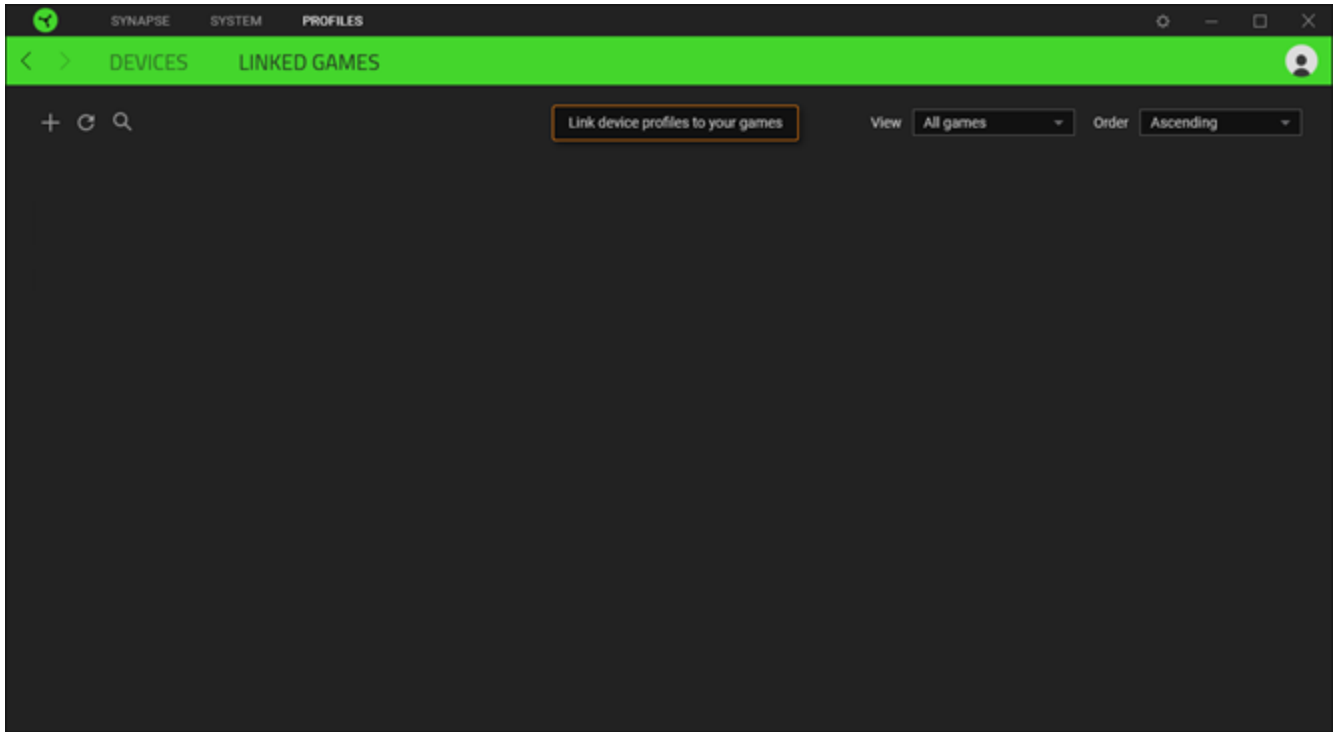 SYNAPSE SYSTEM PROFILES
DEVICES LINKED GAMES
Link device profiles to your games View All games Order Ascending